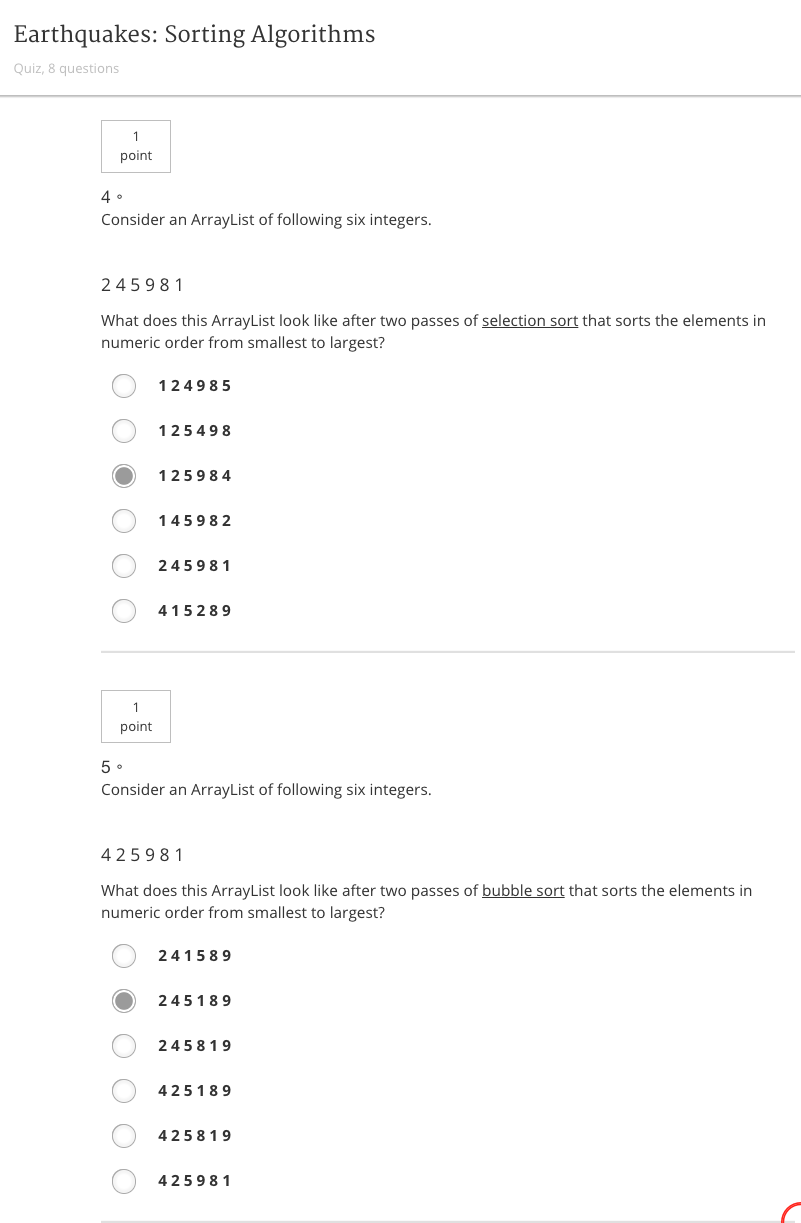 Earthquakes: Sorting Algorithms
Quiz, 8 questions
1
point
4 ∘
Consider an ArrayList of following six integers.
2 4 5 9 8 1
What does this ArrayList look like after two passes of selection sort that sorts the elements in
numeric order from smallest to largest?
1 2 4 9 8 5
1 2 5 4 9 8
1 2 5 9 8 4
1 4 5 9 8 2
2 4 5 9 8 1
4 1 5 2 8 9
1
point
5 ∘
Consider an ArrayList of following six integers.
4 2 5 9 8 1
What does this ArrayList look like after two passes of bubble sort that sorts the elements in
numeric order from smallest to largest?
2 4 1 5 8 9
2 4 5 1 8 9
2 4 5 8 1 9
4 2 5 1 8 9
4 2 5 8 1 9
4 2 5 9 8 1